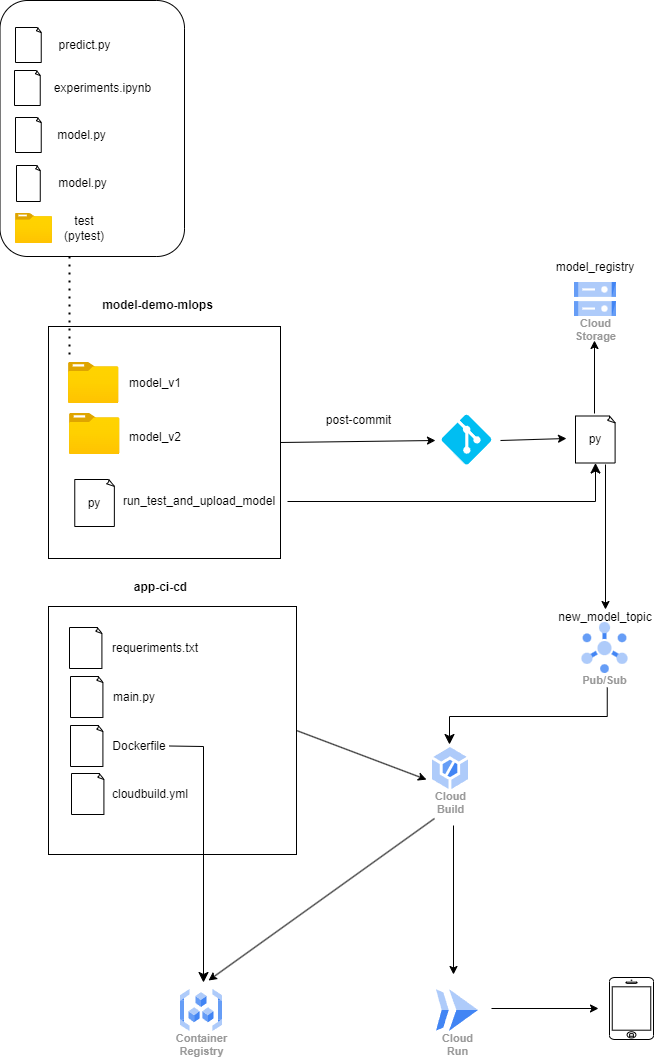 predict.py
experiments.ipynb
model.py
model.py
test
(pytest)
model_registry
Cloud
Storage
model-demo-mlops
model_v1
model_v2
post-commit
py
py
run_test_and_upload_model
app-ci-cd
new_model_topic
Pub/Sub
requeriments.txt
main.py
Dockerfile
cloudbuild.yml
Cloud
Build
Container
Registry
Cloud
Run